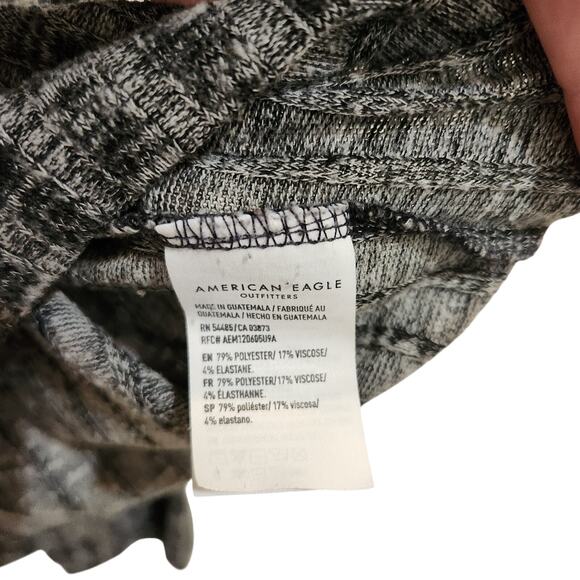 AMERICAN EAGLE
OUTFITTERS
MADE IN GUATEMALA / FABRIQUÉ AU
GUATEMALA / HECHO EN GUATEMALA
RN 54485/CA 03873
RFC# AEM120605U9A
EN 79% POLYESTER/ 17% VISCOSE/
4% ELASTANE.
FR 79% POLYESTER/ 17% VISCOSE/
4% ÉLASTHANNE.
SP 79% poliéster/ 17% viscosa/
4% elastano.